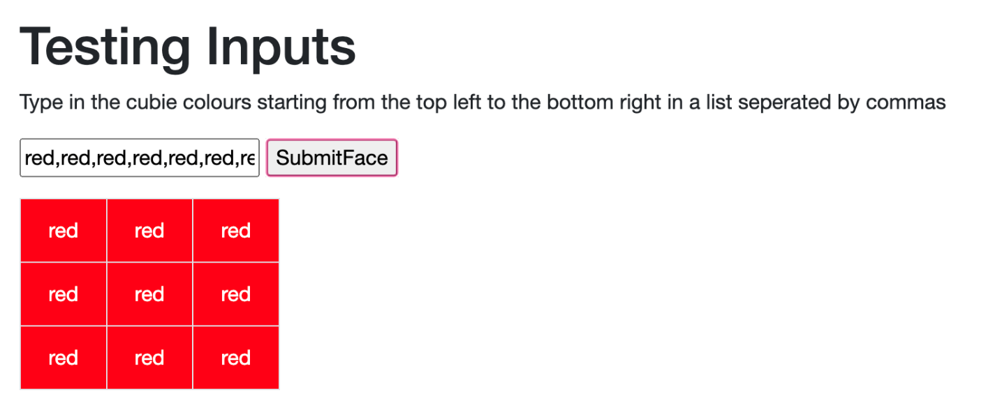 Testing Inputs
Type in the cubie colours starting from the top left to the bottom right in a list seperated by commas
red,red,red,red,red,red,re SubmitFace
red red red
red red red
red red red